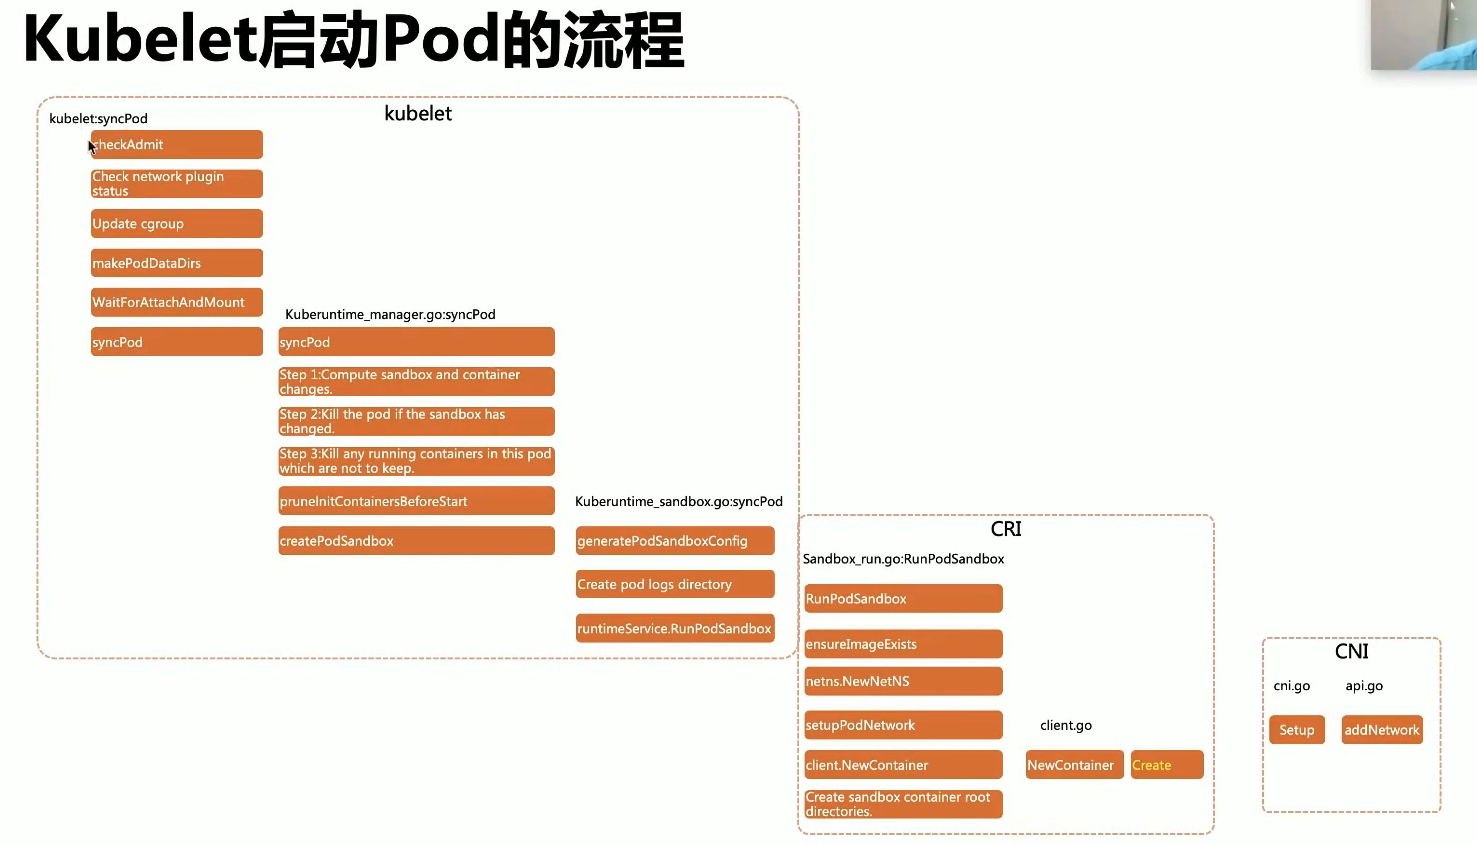 Kubelet启动Pod的流程
kubelet
kubelet:syncPod
checkAdmit
Check network plugin
status
Update cgroup
makePodDataDirs
WaitForAttachAndMount
syncPod
Kuberuntime_manager.go:syncPod
syncPod
Step 1:Compute sandbox and container
changes.
Step 2:Kill the pod if the sandbox has
changed.
Step 3:Kill any running containers in this pod
which are not to keep.
pruneInitContainersBeforeStart
createPodSandbox
Kuberuntime_sandbox.go:syncPod
generatePodSandboxConfig
Create pod logs directory
runtimeService.RunPodSandbox
CRI
Sandbox_run.go:RunPodSandbox
RunPodSandbox
ensureImageExists
netns.NewNetNS
setupPodNetwork
client.NewContainer
Create sandbox container root
directories.
client.go
NewContainer
Create
CNI
cni.go
api.go
Setup
addNetwork